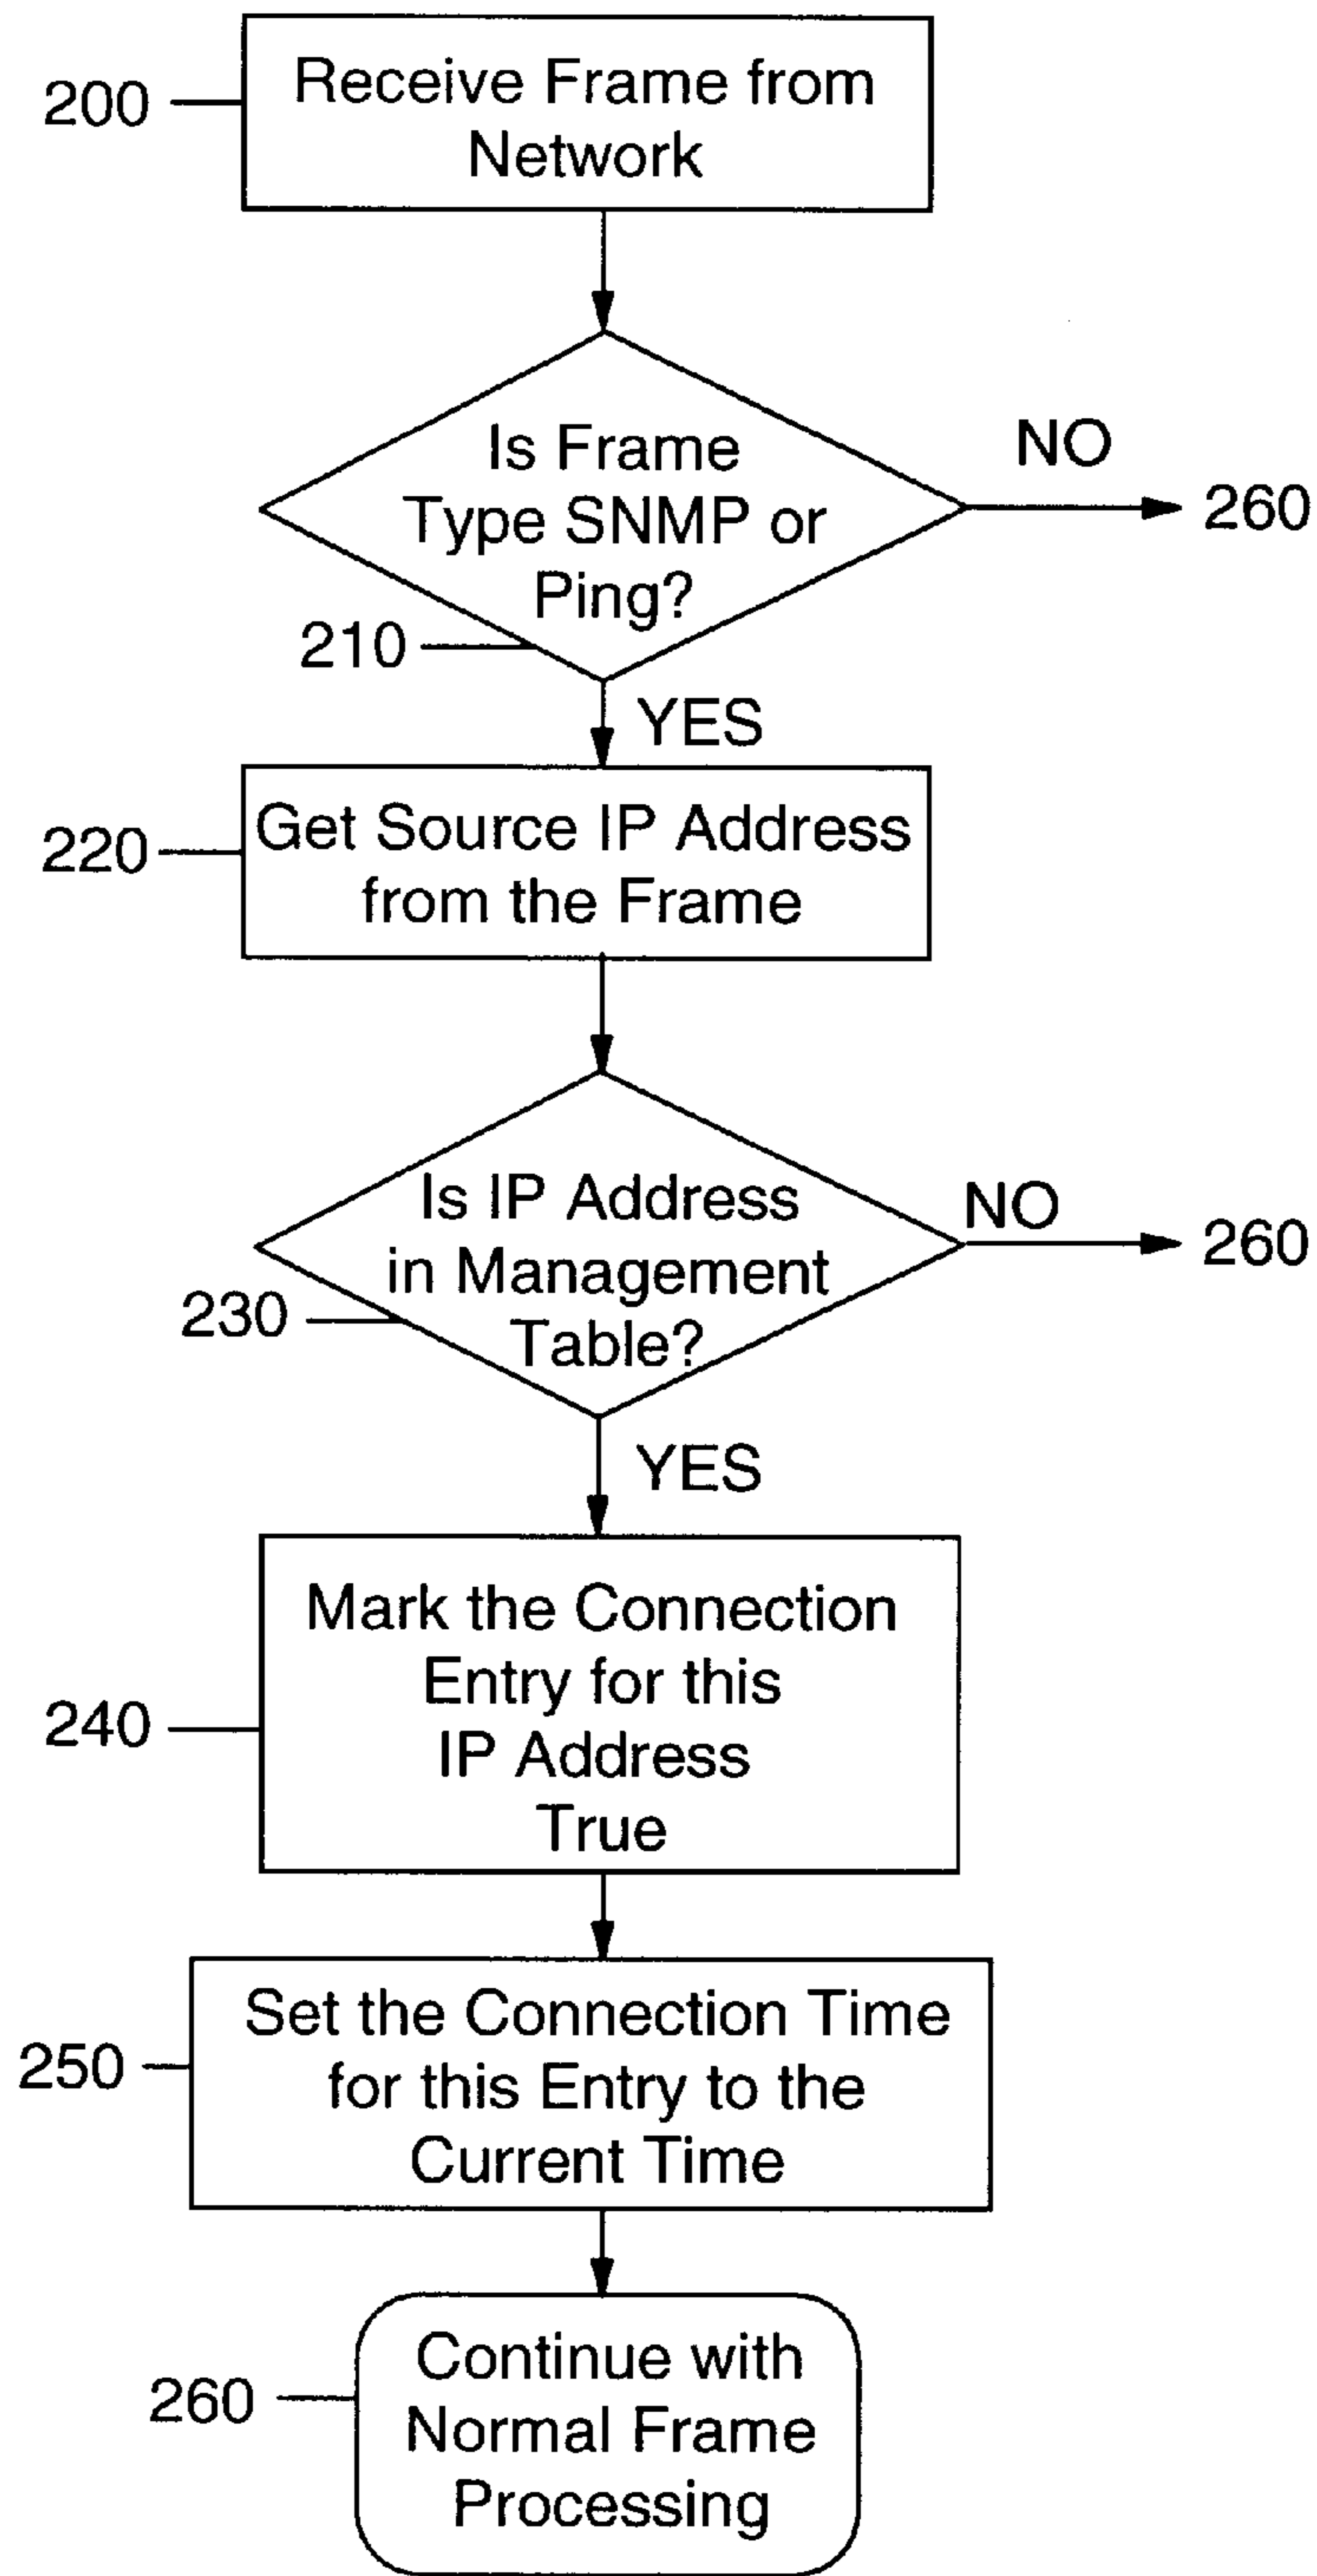 200
Receive Frame from
Network
Is Frame
Type SNMP or
Ping?
NO
260
210
YES
220
Get Source IP Address
from the Frame
Is IP Address
in Management
Table?
NO
260
230
YES
240
Mark the Connection
Entry for this
IP Address
True
250
Set the Connection Time
for this Entry to the
Current Time
260
Continue with
Normal Frame
Processing